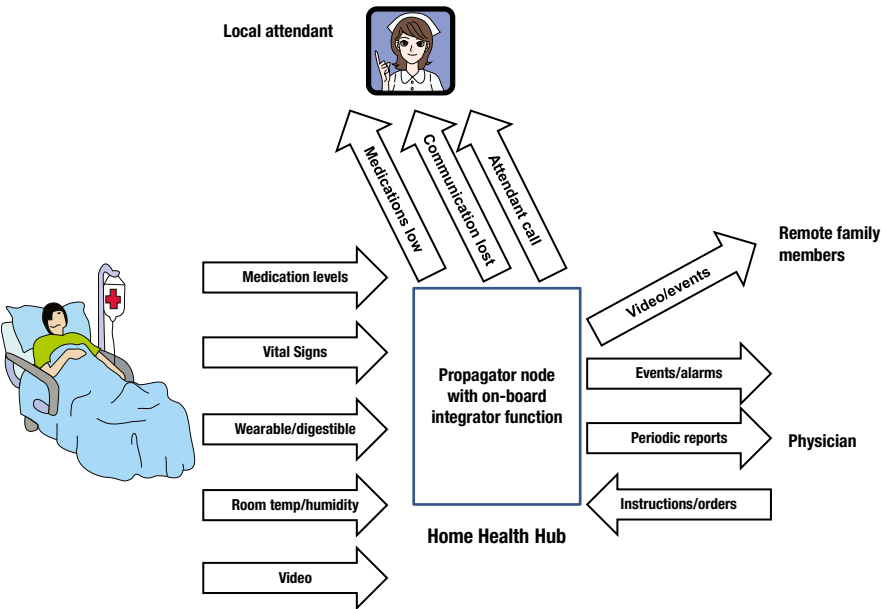 Local attendant
Medications low
Communication lost
Attendant call
Remote family
members
Video/events
Medication levels
Vital Signs
Wearable/digestible
Room temp/humidity
Video
Propagator node
with on-board
integrator function
Events/alarms
Periodic reports
Physician
Instructions/orders
Home Health Hub